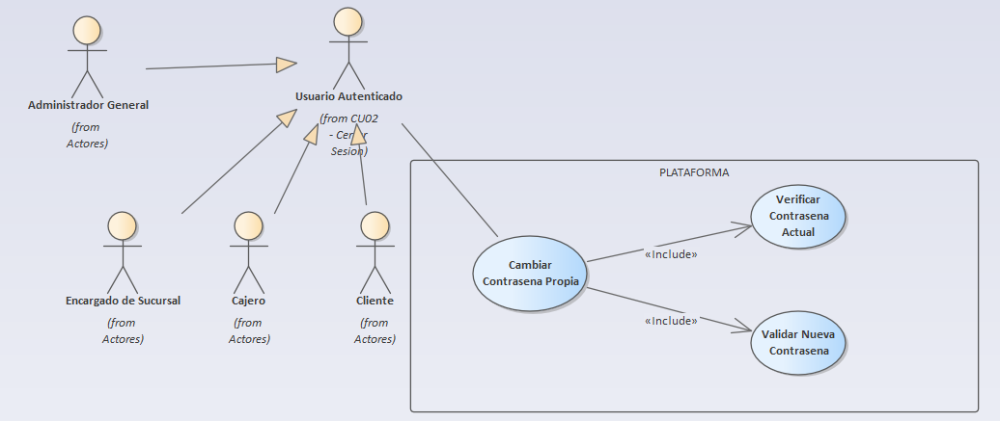 Administrador General
(from
Actores)
Usuario Autenticado
(from CU02
- Cerrar
Sesion)
Encargado de Sucursal
(from
Actores)
Cajero
(from
Actores)
Cliente
(from
Actores)
PLATAFORMA
Cambiar
Contrasena Propia
«Include»
«Include»
Verificar
Contrasena
Actual
Validar Nueva
Contrasena